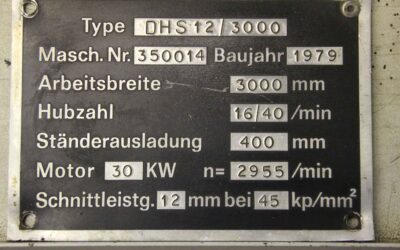 Type DHS 12/3000
Masch. Nr. 350014 Baujahr 1979
Arbeitsbreite 3000 mm
Hubzahl 16/40 /min
Ständerausladung 400 mm
Motor 30 KW n= 2955 /min
Schnittleistg. 12 mm bei 45 kp/mm²